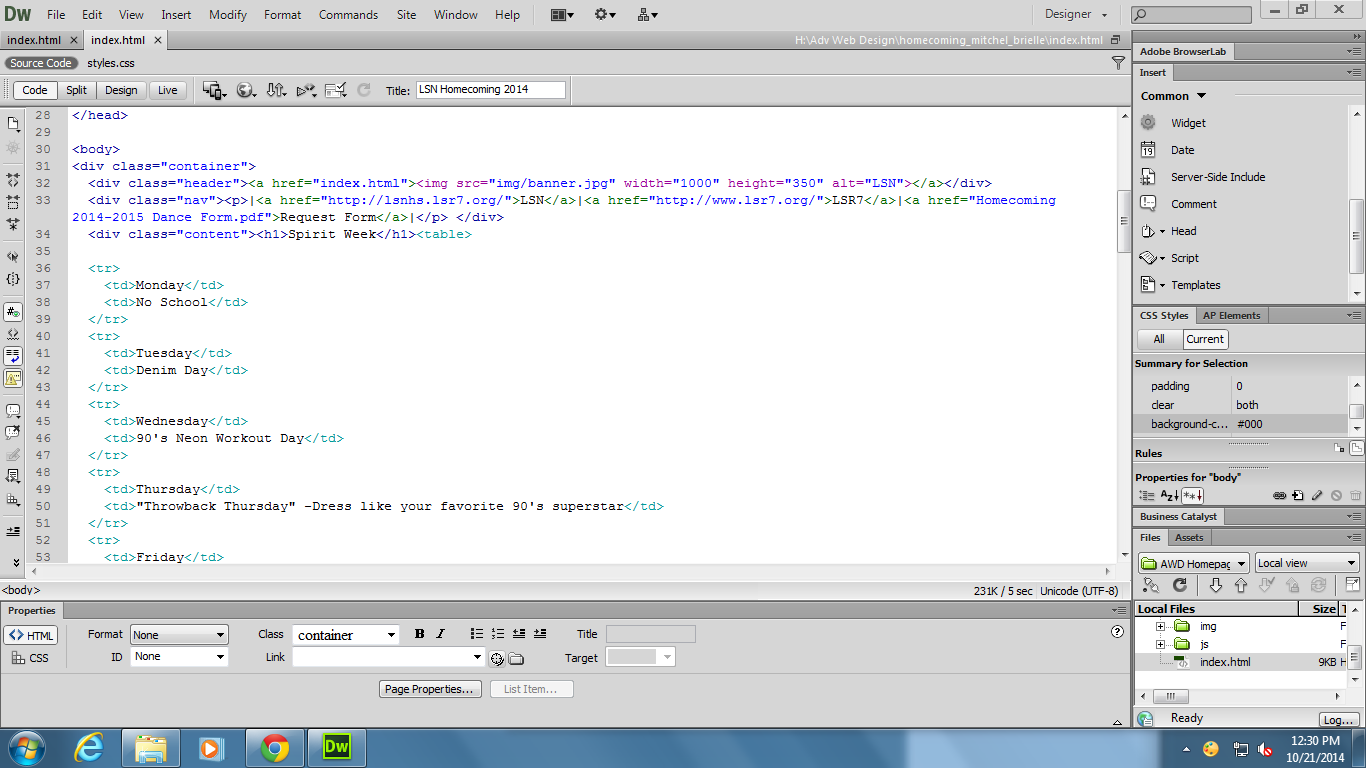 Dw File Edit View Insert Modify Format Commands Site Window Help Designer
index.html × index.html × H:\Adv Web Design\homecoming_mitchel_brielle\index.html
Source Code styles.css
Code Split Design Live Title: LSN Homecoming 2014
28 </head>
29
30 <body>
31 <div class="container">
32 <div class="header"><a href="index.html"><img src="img/banner.jpg" width="1000" height="350" alt="LSN"></a></div>
33 <div class="nav"><p>|<a href="http://lsnhs.lsr7.org/">LSN</a>|<a href="http://www.lsr7.org/">LSR7</a>|<a href="Homecoming
2014-2015 Dance Form.pdf">Request Form</a>|</p> </div>
34 <div class="content"><h1>Spirit Week</h1><table>
35
36 <tr>
37 <td>Monday</td>
38 <td>No School</td>
39 </tr>
40 <tr>
41 <td>Tuesday</td>
42 <td>Denim Day</td>
43 </tr>
44 <tr>
45 <td>Wednesday</td>
46 <td>90's Neon Workout Day</td>
47 </tr>
48 <tr>
49 <td>Thursday</td>
50 <td>"Throwback Thursday" -Dress like your favorite 90's superstar</td>
51 </tr>
52 <tr>
53 <td>Friday</td>
<body> 231K / 5 sec Unicode (UTF-8)
Properties
<> HTML Format None Class container B I Title
CSS ID None Link Target
Page Properties... List Item...
Adobe BrowserLab
Insert
Common
Widget
Date
19
Server-Side Include
Comment
Head
Script
Templates
CSS Styles AP Elements
All Current
Summary for Selection
padding 0
clear both
background-c... #000
Rules
Properties for "body"
Business Catalyst
Files Assets
AWD Homepag Local view
Local Files Size T
img F
js F
index.html 9KB H
Ready Log...
Dw
12:30 PM
10/21/2014